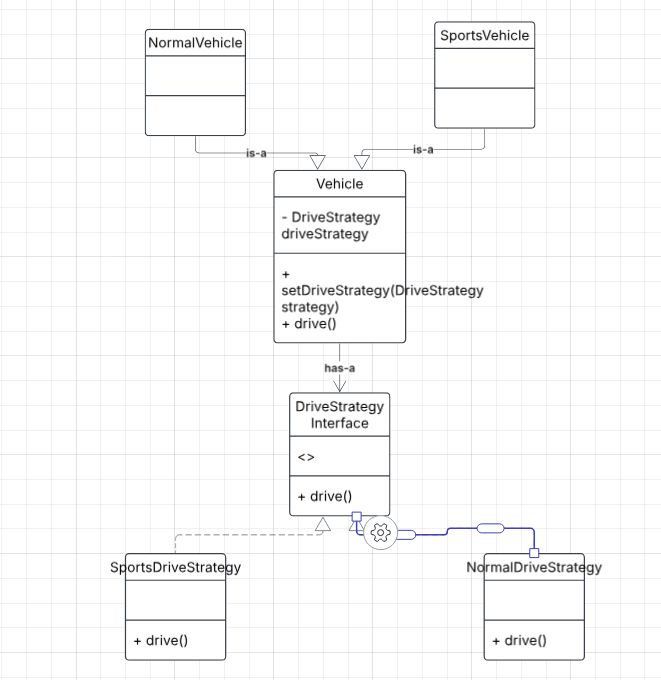 NormalVehicle
SportsVehicle
is-a
is-a
Vehicle
- DriveStrategy
driveStrategy
+
setDriveStrategy(DriveStrategy
strategy)
+ drive()
has-a
DriveStrategy
Interface
<>
+ drive()
SportsDriveStrategy
NormalDriveStrategy
+ drive()
+ drive()